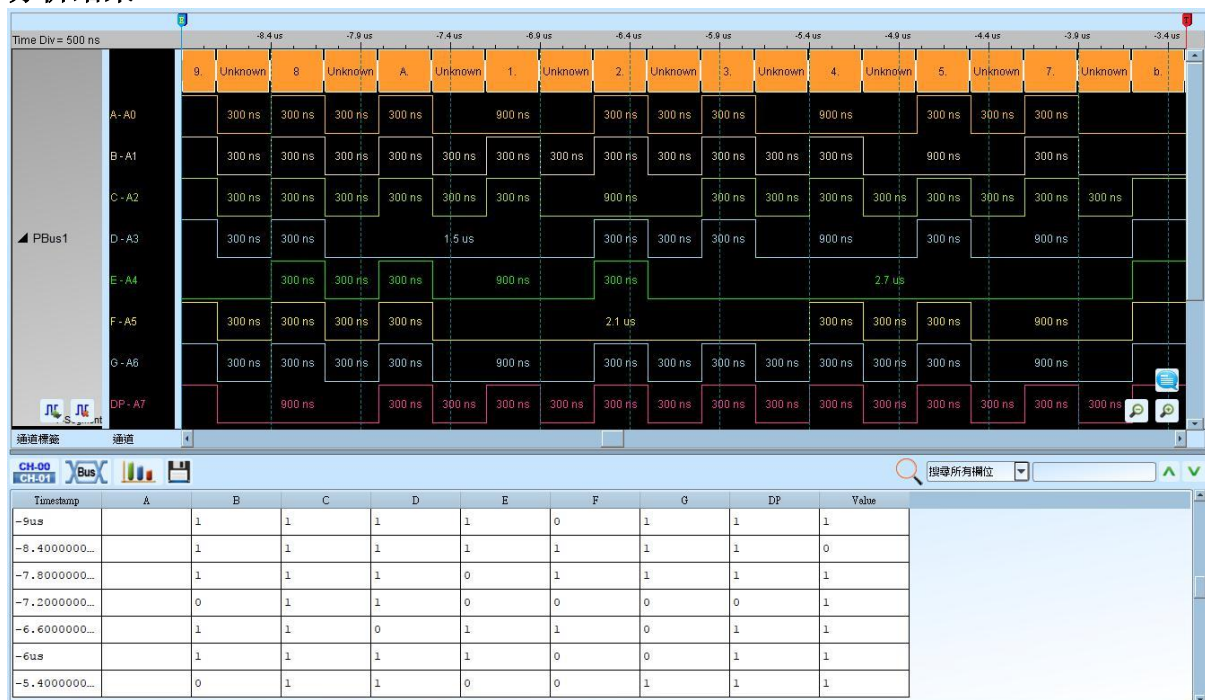 Time Div = 500 ns
-8.4 us -7.9 us -7.4 us -6.9 us -6.4 us -5.9 us -5.4 us -4.9 us -4.4 us -3.9 us -3.4 us
9. Unknown 8 Unknown A. Unknown 1. Unknown 2. Unknown 3. Unknown 4. Unknown 5. Unknown 7. Unknown b.
A - A0 300 ns 300 ns 300 ns 300 ns 900 ns 300 ns 300 ns 300 ns 900 ns 300 ns 300 ns 300 ns
B - A1 300 ns 300 ns 300 ns 300 ns 300 ns 300 ns 300 ns 300 ns 300 ns 300 ns 300 ns 300 ns 900 ns 300 ns
C - A2 300 ns 300 ns 300 ns 300 ns 300 ns 300 ns 900 ns 300 ns 300 ns 300 ns 300 ns 300 ns 300 ns 300 ns 300 ns
PBus1
D - A3 300 ns 300 ns 1.5 us 300 ns 300 ns 300 ns 900 ns 300 ns 900 ns
E - A4 300 ns 300 ns 300 ns 900 ns 300 ns 2.7 us
F - A5 300 ns 300 ns 300 ns 300 ns 2.1 us 300 ns 300 ns 300 ns 900 ns
G - A6 300 ns 300 ns 300 ns 300 ns 900 ns 300 ns 300 ns 300 ns 300 ns 300 ns 300 ns 300 ns 900 ns
DP - A7 900 ns 300 ns 300 ns 300 ns 300 ns 300 ns 300 ns 300 ns 300 ns 300 ns 300 ns 300 ns 300 ns 300 ns 300 ns
通道標籤 通道
CH-00
CH-01
Bus
搜尋所有欄位
Timestamp A B C D E F G DP Value
-9us 1 1 1 1 0 1 1 1
-8.4000000... 1 1 1 1 1 1 1 0
-7.8000000... 1 1 1 0 1 1 1 1
-7.2000000... 0 1 1 0 0 0 0 1
-6.6000000... 1 1 0 1 1 0 1 1
-6us 1 1 1 1 0 0 1 1
-5.4000000... 0 1 1 0 0 1 1 1